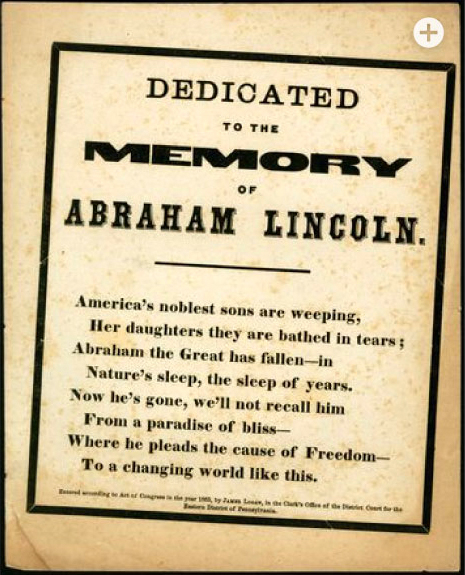 DEDICATED
TO THE
MEMORY
OF
ABRAHAM LINCOLN.
America's noblest sons are weeping,
Her daughters they are bathed in tears;
Abraham the Great has fallen—in
Nature's sleep, the sleep of years.
Now he's gone, we'll not recall him
From a paradise of bliss—
Where he pleads the cause of Freedom—
To a changing world like this.
Entered according to Act of Congress in the year 1865, by James Logan, in the Clerk's Office of the District Court for the
Eastern District of Pennsylvania.